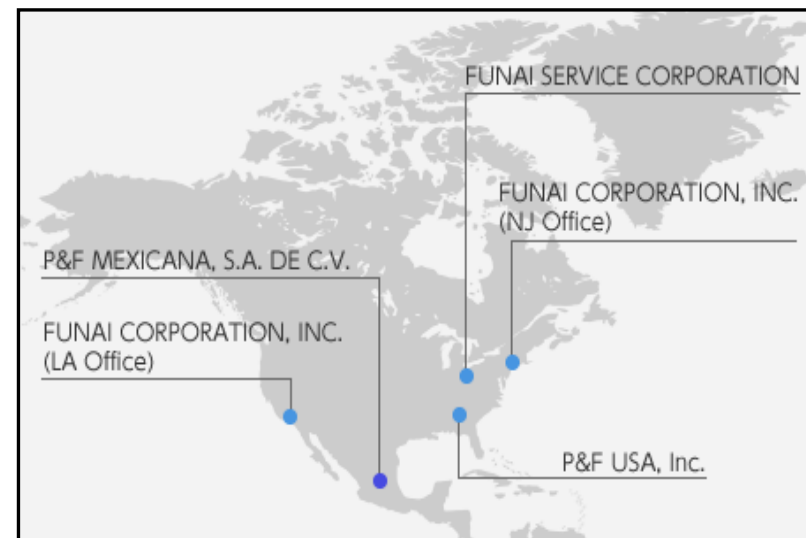 FUNAI SERVICE CORPORATION
FUNAI CORPORATION, INC.
(NJ Office)
P&F MEXICANA, S.A. DE C.V.
FUNAI CORPORATION, INC.
(LA Office)
P&F USA, Inc.